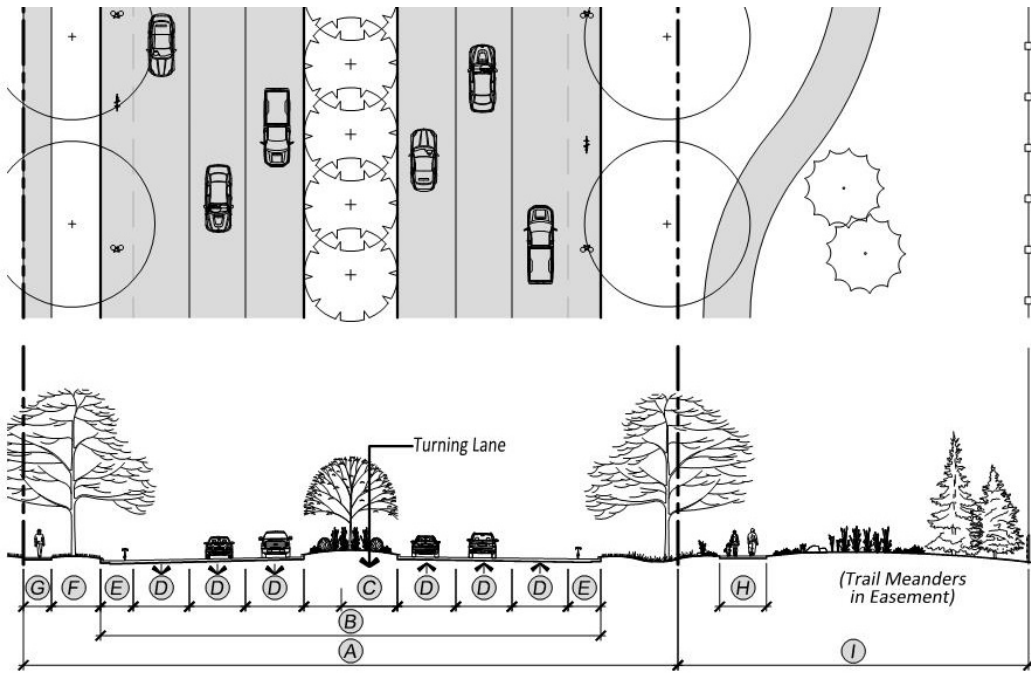 Turning Lane
G F E D D D C D D D E H (Trail Meanders
in Easement)
B
A I